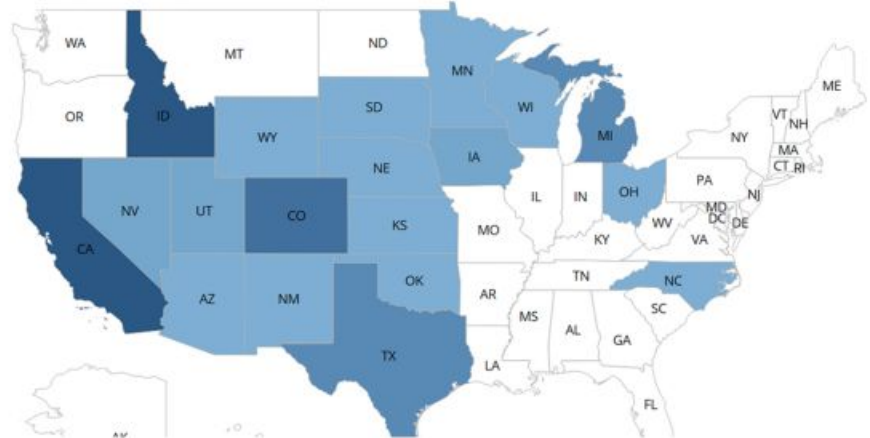 WA
MT
ND
MN
ME
OR
ID
SD
WI
VT
NH
WY
MI
NY
MA
CT RI
NE
IA
PA
NJ
NV
UT
CO
KS
IL
IN
OH
MD
DC
DE
WV
MO
KY
VA
CA
AZ
NM
OK
TN
NC
AR
SC
MS
AL
GA
TX
LA
FL
AK